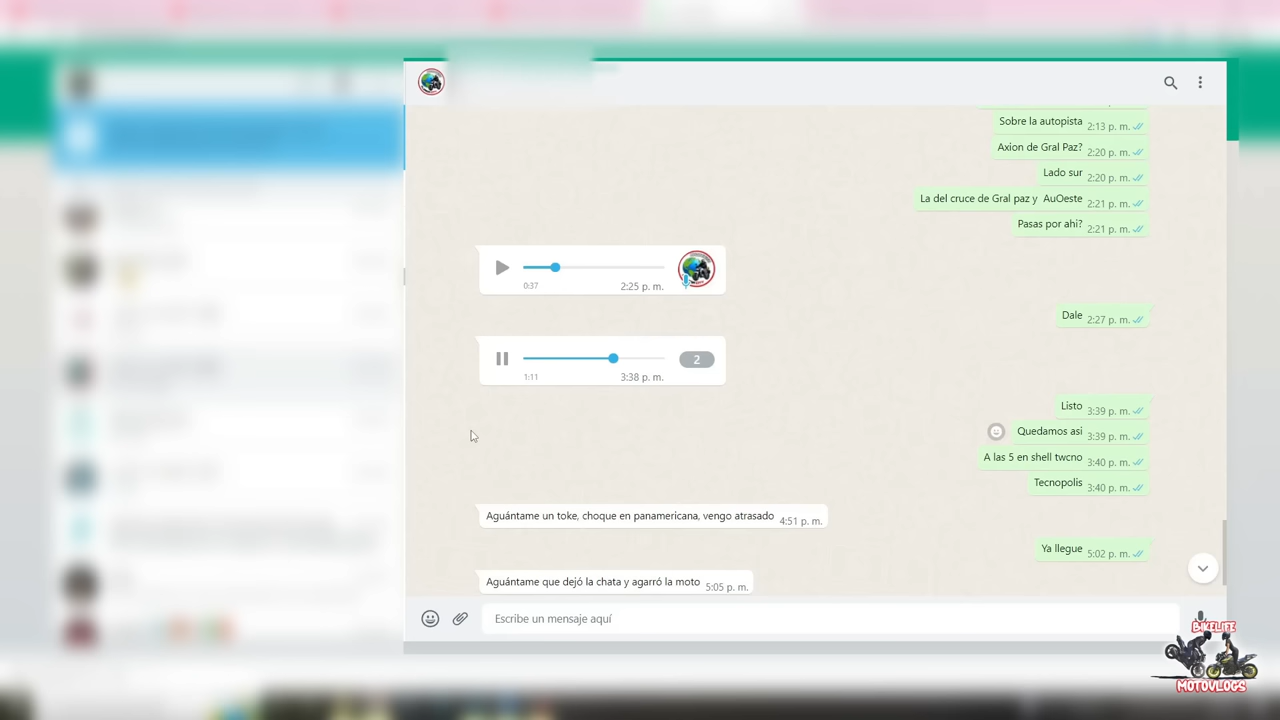 Sobre la autopista 2:13 p. m.
Axion de Gral Paz? 2:20 p. m.
Lado sur 2:20 p. m.
La del cruce de Gral paz y AuOeste 2:21 p. m.
Pasas por ahi? 2:21 p. m.
0:37 2:25 p. m.
Dale 2:27 p. m.
2
1:11 3:38 p. m.
Listo 3:39 p. m.
Quedamos asi 3:39 p. m.
A las 5 en shell twcno 3:40 p. m.
Tecnopolis 3:40 p. m.
Aguántame un toke, choque en panamericana, vengo atrasado 4:51 p. m.
Ya llegue 5:02 p. m.
Aguántame que dejó la chata y agarró la moto 5:05 p. m.
Escribe un mensaje aquí
BIKELIFE
MOTOVLOGS